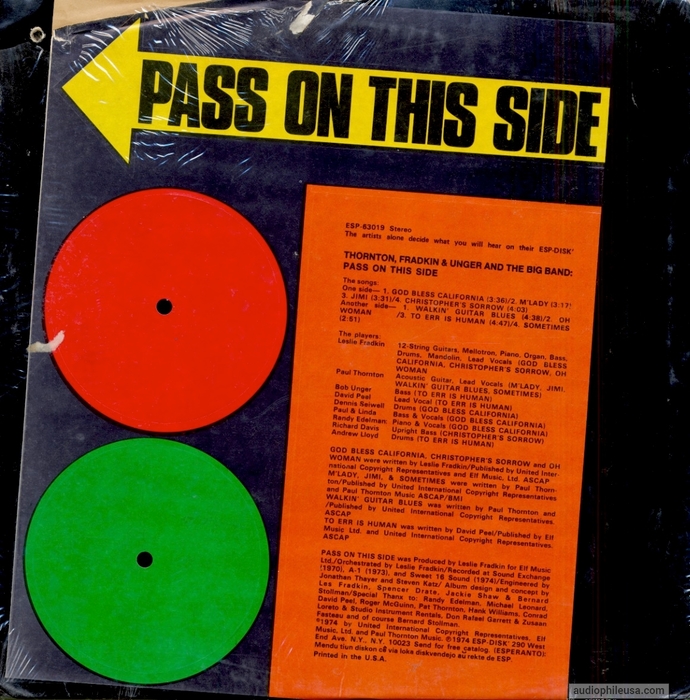 PASS ON THIS SIDE
ESP-63019 Stereo
The artists alone decide what you will hear on their ESP-DISK'
THORNTON, FRADKIN & UNGER AND THE BIG BAND:
PASS ON THIS SIDE
The songs:
One side— 1. GOD BLESS CALIFORNIA (3:36)/2. M'LADY (3:17)
3. JIMI (3:31)/4. CHRISTOPHER'S SORROW (4:03)
Another side— 1. WALKIN' GUITAR BLUES (4:38)/2. OH
WOMAN /3. TO ERR IS HUMAN (4:47)/4. SOMETIMES
(2:51)
The players:
Leslie Fradkin 12-String Guitars, Mellotron, Piano, Organ, Bass,
Drums, Mandolin, Lead Vocals (GOD BLESS
CALIFORNIA, CHRISTOPHER'S SORROW, OH
WOMAN
Paul Thornton Acoustic Guitar, Lead Vocals (M'LADY, JIMI,
WALKIN' GUITAR BLUES, SOMETIMES)
Bob Unger Bass (TO ERR IS HUMAN)
David Peel Lead Vocal (TO ERR IS HUMAN)
Dennis Seiwell Drums (GOD BLESS CALIFORNIA)
Paul & Linda Bass & Vocals (GOD BLESS CALIFORNIA)
Randy Edelman Piano & Vocals (GOD BLESS CALIFORNIA)
Richard Davis Upright Bass (CHRISTOPHER'S SORROW)
Andrew Lloyd Drums (TO ERR IS HUMAN)
GOD BLESS CALIFORNIA, CHRISTOPHER'S SORROW and OH
WOMAN were written by Leslie Fradkin/Published by United Inter-
national Copyright Representatives and Elf Music, Ltd. ASCAP
M'LADY, JIMI, & SOMETIMES were written by Paul Thorn-
ton/Published by United International Copyright Representatives
and Paul Thornton Music ASCAP/BMI
WALKIN' GUITAR BLUES was written by Paul Thornton and
/Published by United International Copyright Representatives
ASCAP
TO ERR IS HUMAN was written by David Peel/Published by Elf
Music Ltd. and United International Copyright Representatives,
ASCAP
PASS ON THIS SIDE was Produced by Leslie Fradkin for Elf Music
Ltd./Orchestrated by Leslie Fradkin/Recorded at Sound Exchange
(1970), A-1 (1973), and Sweet 16 Sound (1974)/Engineered by
Jonathan Thayer and Steven Katz/ Album design and concept by
Les Fradkin, Spencer Drate, Jackie Shaw & Bernard
Stollman/Special Thanx to: Randy Edelman, Michael Leonard,
David Peel, Roger McGuinn, Pat Thornton, Hank Williams, Conrad
Loreto & Studio Instrument Rentals, Don Rafael Garrett & Zusaan
Fasteau and of course Bernard Stollman.
℗1974 by United International Copyright Representatives, Elf
Music, Ltd. and Paul Thornton Music. ©1974 ESP-DISK' 290 West
End Ave. N.Y., N.Y. 10023 Send for free catalog. (ESPERANTO):
Mendu tiun diskon ĉe via loka diskvendejo aŭ rekte de ESP
Printed in the U.S.A.
audiophileusa.com